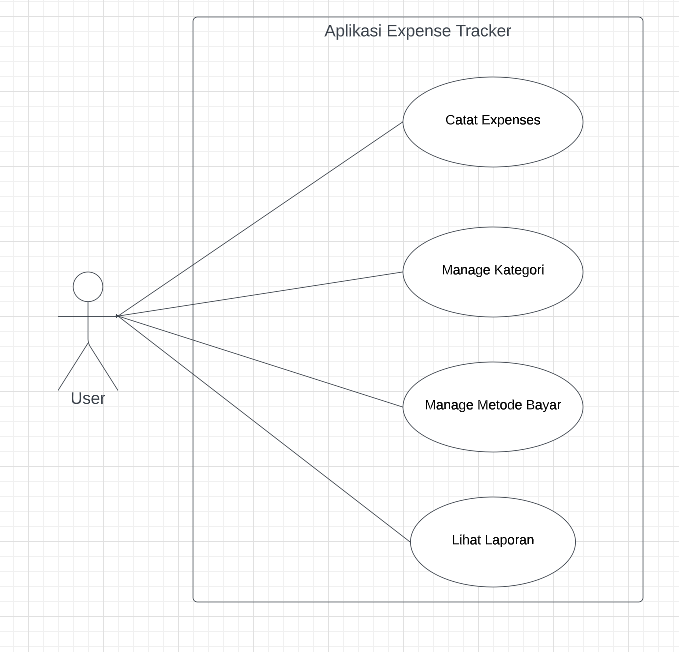 Aplikasi Expense Tracker
Catat Expenses
Manage Kategori
User
Manage Metode Bayar
Lihat Laporan